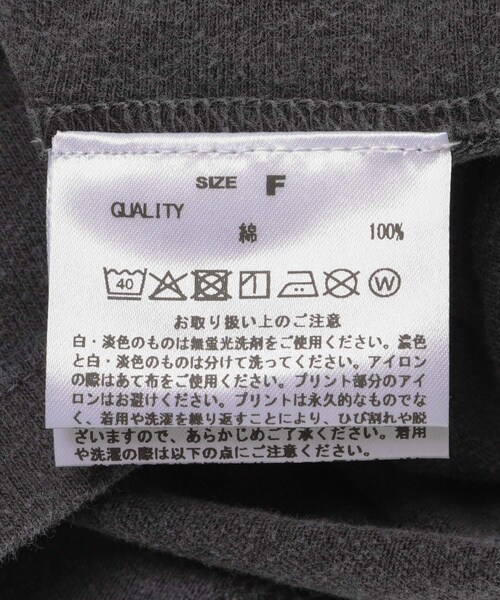 SIZE F
QUALITY
綿 100%
40 W
お取り扱い上のご注意
白・淡色のものは無蛍光洗剤をご使用ください。濃色
と白・淡色のものは分けて洗ってください。アイロン
の際はあて布をご使用ください。プリント部分のアイ
ロンはお避けください。プリントは永久的なものでな
く、着用や洗濯を繰り返すことにより、ひび割れや脱
ざいますので、あらかじめご了承ください。着用
や洗濯の際は以下の点にご注意ください。